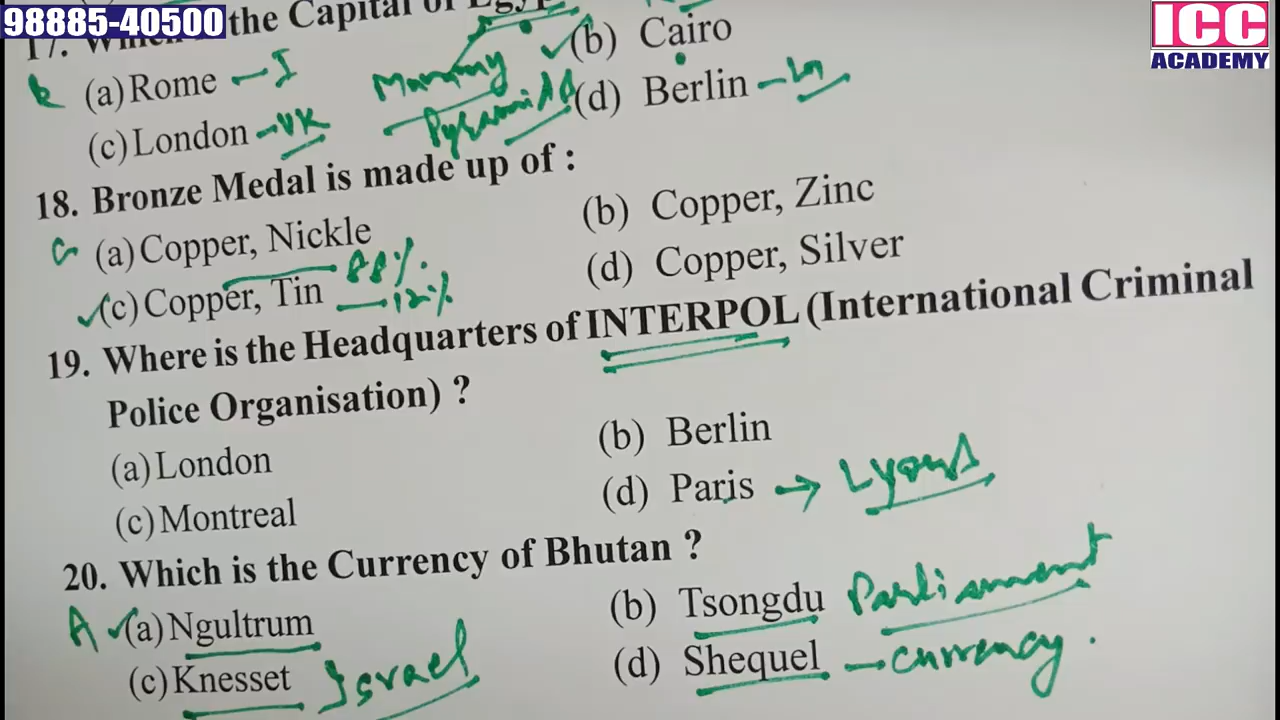 98885-40500
ICC
ACADEMY
17. Which is the Capital of Egypt
(a) Rome — I Mammy (b) Cairo
(c) London — UK Pyramids (d) Berlin —
18. Bronze Medal is made up of :
(a) Copper, Nickle (b) Copper, Zinc
88%.
(c) Copper, Tin — 12% (d) Copper, Silver
19. Where is the Headquarters of INTERPOL (International Criminal
Police Organisation) ?
(a) London (b) Berlin
(c) Montreal (d) Paris → Lyons
20. Which is the Currency of Bhutan ?
A (a) Ngultrum (b) Tsongdu Parliament
(c) Knesset Israel (d) Shequel — currency.